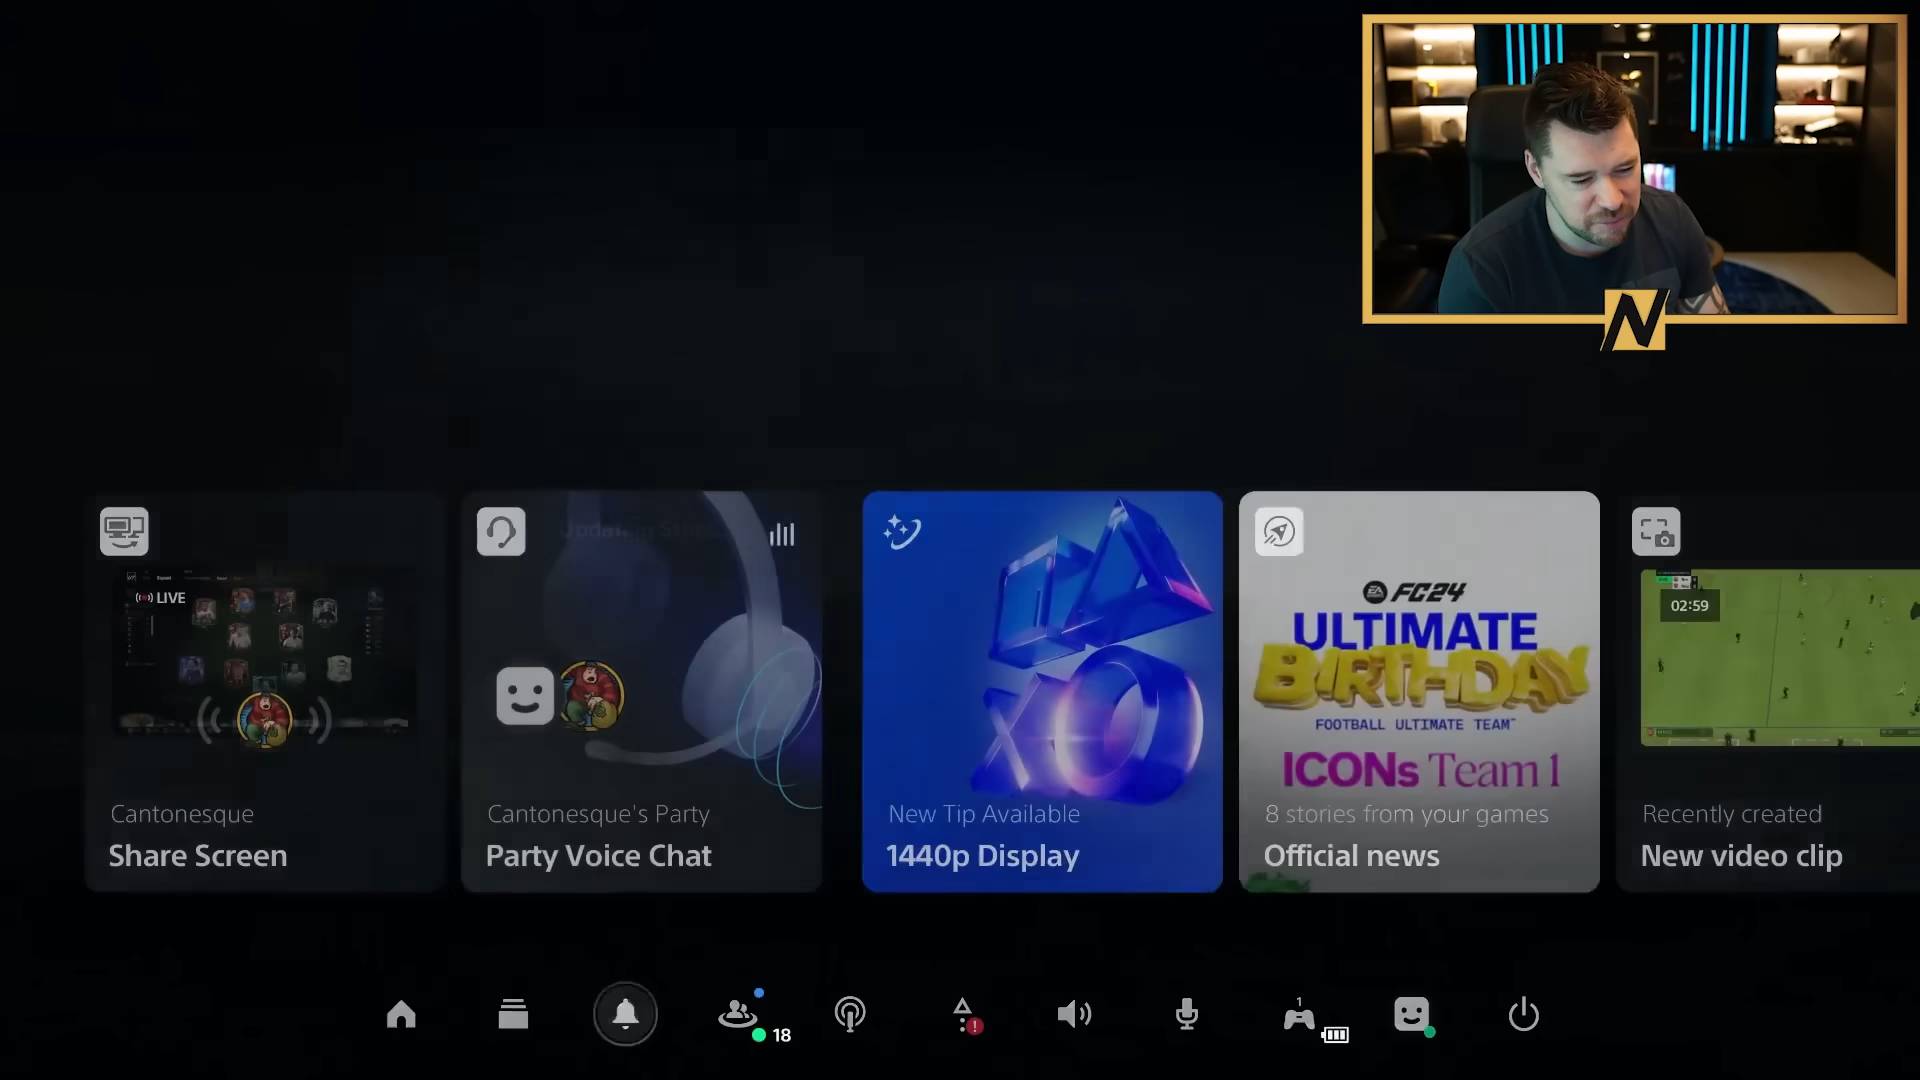 LIVE
Cantonesque
Share Screen
Cantonesque's Party
Party Voice Chat
New Tip Available
1440p Display
FC24
ULTIMATE
BIRTHDAY
FOOTBALL ULTIMATE TEAM™
ICONs Team 1
8 stories from your games
Official news
02:59
Recently created
New video clip
18
1
N